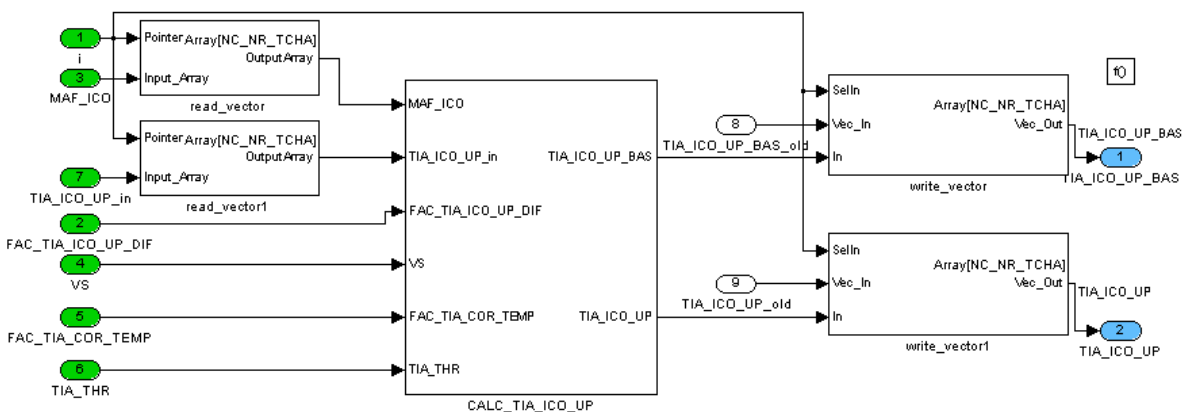 1
i
3
MAF_ICO
Pointer
Array[NC_NR_TCHA]
OutputArray
Input_Array
read_vector
Pointer
Array[NC_NR_TCHA]
OutputArray
Input_Array
read_vector1
7
TIA_ICO_UP_in
2
FAC_TIA_ICO_UP_DIF
4
VS
5
FAC_TIA_COR_TEMP
6
TIA_THR
MAF_ICO
TIA_ICO_UP_in
TIA_ICO_UP_BAS
FAC_TIA_ICO_UP_DIF
VS
FAC_TIA_COR_TEMP
TIA_ICO_UP
TIA_THR
CALC_TIA_ICO_UP
8
TIA_ICO_UP_BAS_old
9
TIA_ICO_UP_old
SelIn
Array[NC_NR_TCHA]
Vec_In
Vec_Out
In
write_vector
SelIn
Array[NC_NR_TCHA]
Vec_In
Vec_Out
In
write_vector1
f()
TIA_ICO_UP_BAS
1
TIA_ICO_UP_BAS
TIA_ICO_UP
2
TIA_ICO_UP